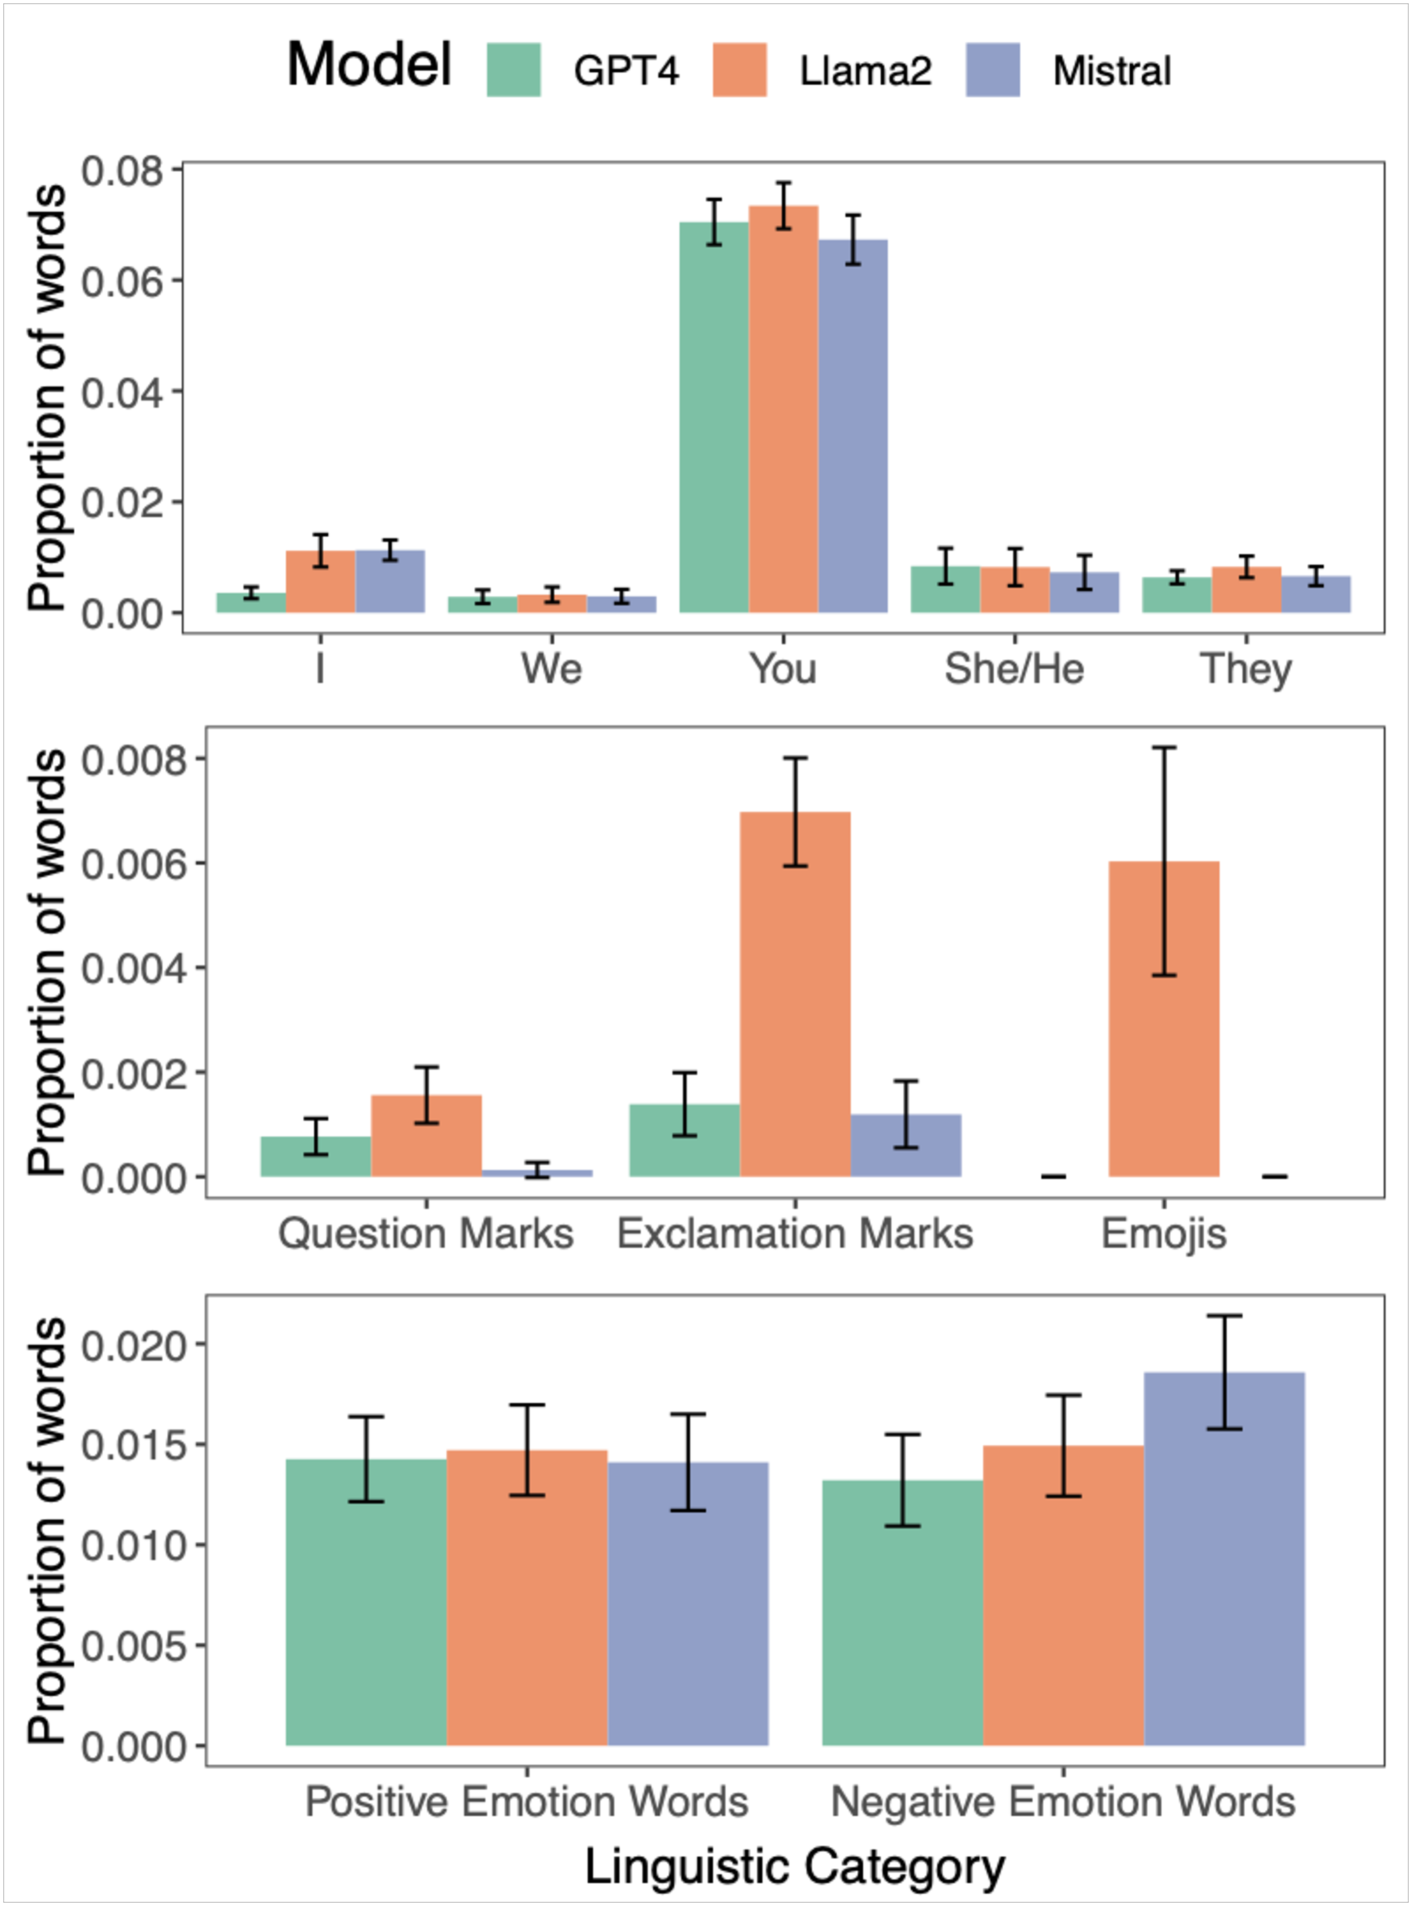 Model GPT4 Llama2 Mistral
Proportion of words
0.08
0.06
0.04
0.02
0.00
I We You She/He They
Proportion of words
0.008
0.006
0.004
0.002
0.000
Question Marks Exclamation Marks Emojis
Proportion of words
0.020
0.015
0.010
0.005
0.000
Positive Emotion Words Negative Emotion Words
Linguistic Category